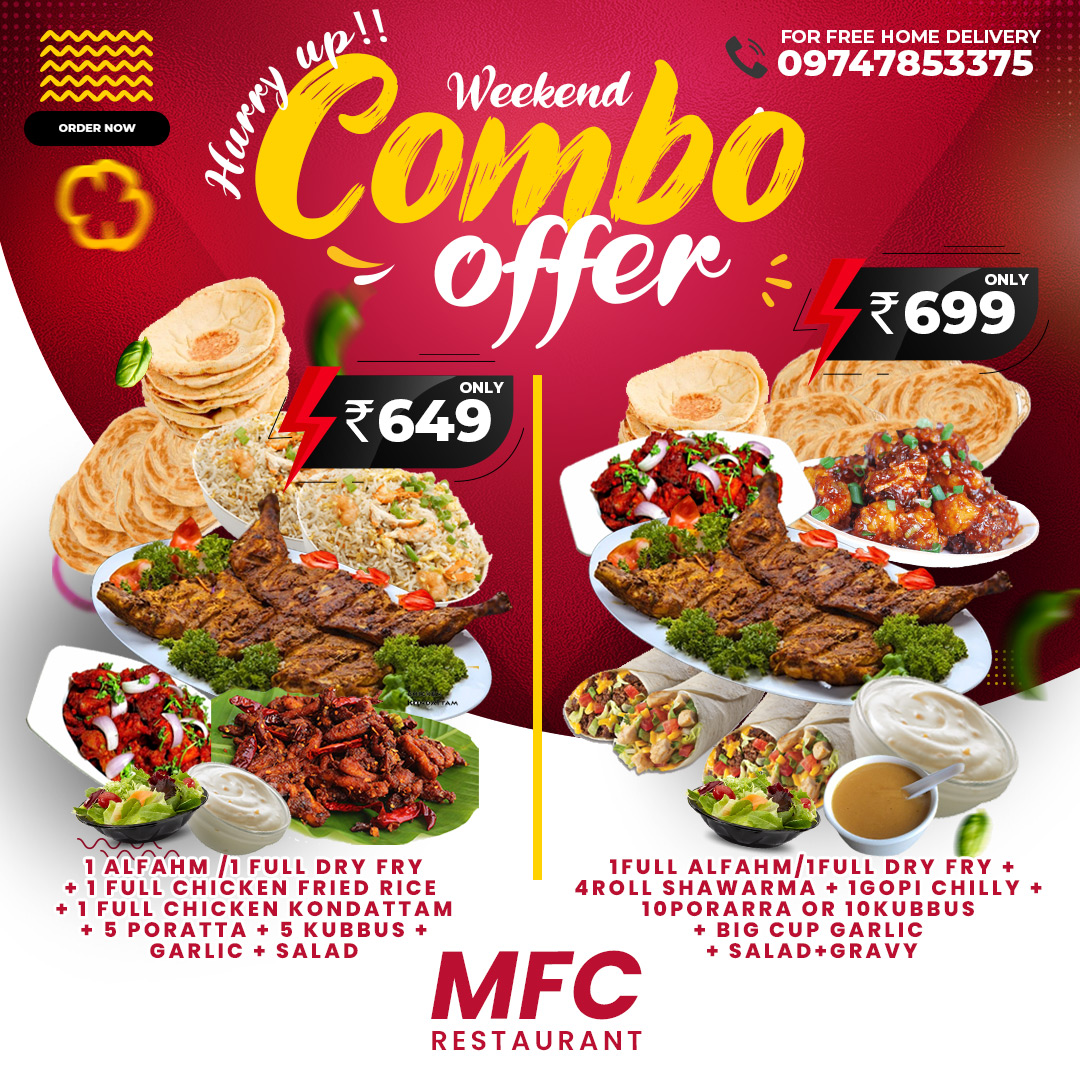 Hurry up!!
Weekend
Combo
offer
FOR FREE HOME DELIVERY
09747853375
ORDER NOW
ONLY
₹649
ONLY
₹699
KONDATTAM
1 ALFAHM /1 FULL DRY FRY
+ 1 FULL CHICKEN FRIED RICE
+ 1 FULL CHICKEN KONDATTAM
+ 5 PORATTA + 5 KUBBUS +
GARLIC + SALAD
1FULL ALFAHM/1FULL DRY FRY +
4ROLL SHAWARMA + 1GOPI CHILLY +
10PORARRA OR 10KUBBUS
+ BIG CUP GARLIC
+ SALAD+GRAVY
MFC
RESTAURANT